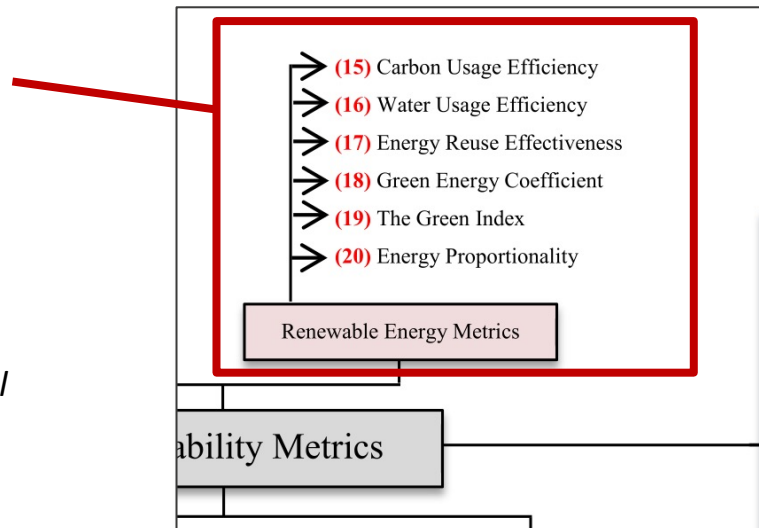 (15) Carbon Usage Efficiency
(16) Water Usage Efficiency
(17) Energy Reuse Effectiveness
(18) Green Energy Coefficient
(19) The Green Index
(20) Energy Proportionality
Renewable Energy Metrics
ability Metrics